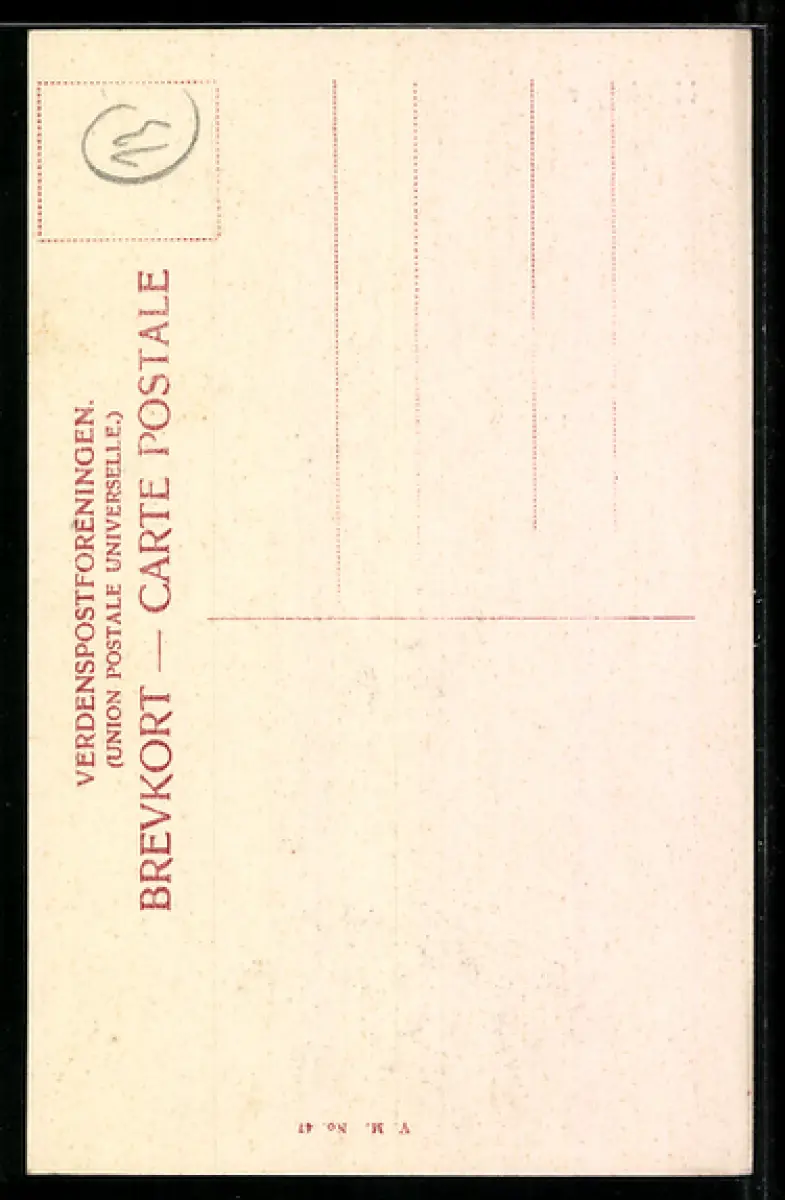 VERDENSPOSTFORENINGEN.
(UNION POSTALE UNIVERSELLE.)
BREVKORT — CARTE POSTALE
V. M. No. 47